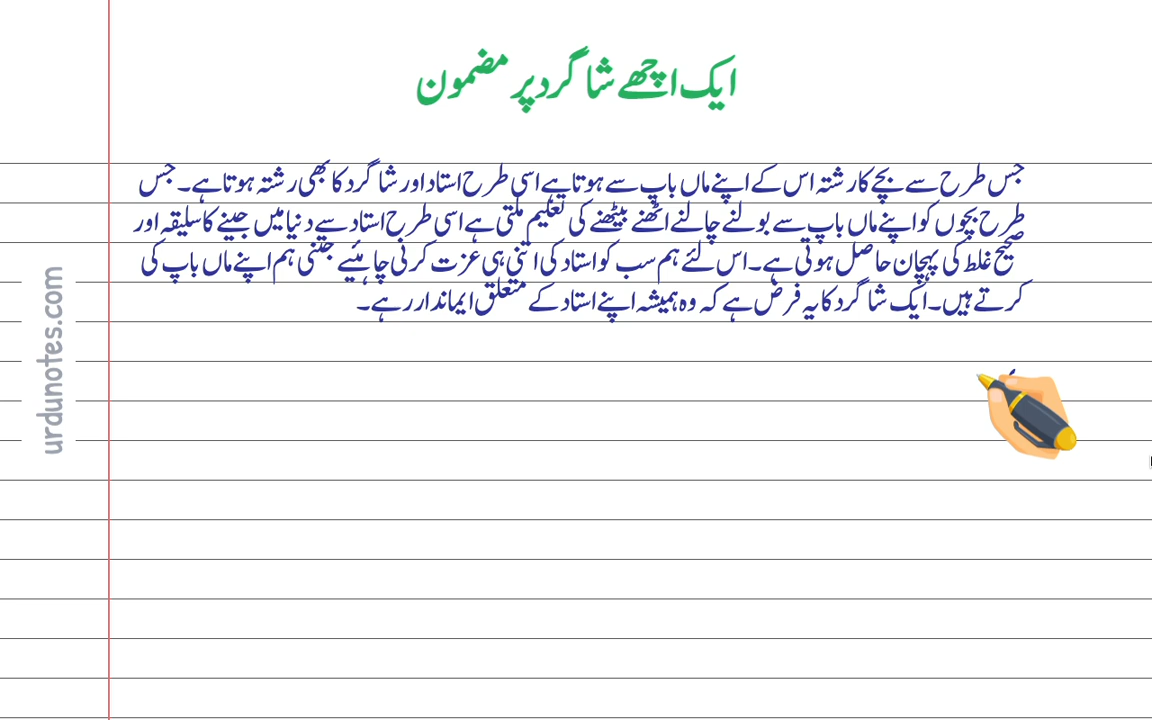 ایک اچھے شاگرد پر مضمون
جس طرح سے بچے کا رشتہ اس کے اپنے ماں باپ سے ہوتا ہے اسی طرح استاد اور شاگرد کا بھی رشتہ ہوتا ہے۔ جس
طرح بچوں کو اپنے ماں باپ سے بولنے چالنے اٹھنے بیٹھنے کی تعلیم ملتی ہے اسی طرح استاد سے دنیا میں جینے کا سلیقہ اور
صحیح غلط کی پہچان حاصل ہوتی ہے۔ اس لئے ہم سب کو استاد کی اتنی ہی عزت کرنی چاہئیے جتنی ہم اپنے ماں باپ کی
کرتے ہیں۔ ایک شاگرد کا یہ فرض ہے کہ وہ ہمیشہ اپنے استاد کے متعلق ایماندار رہے۔
urdunotes.com